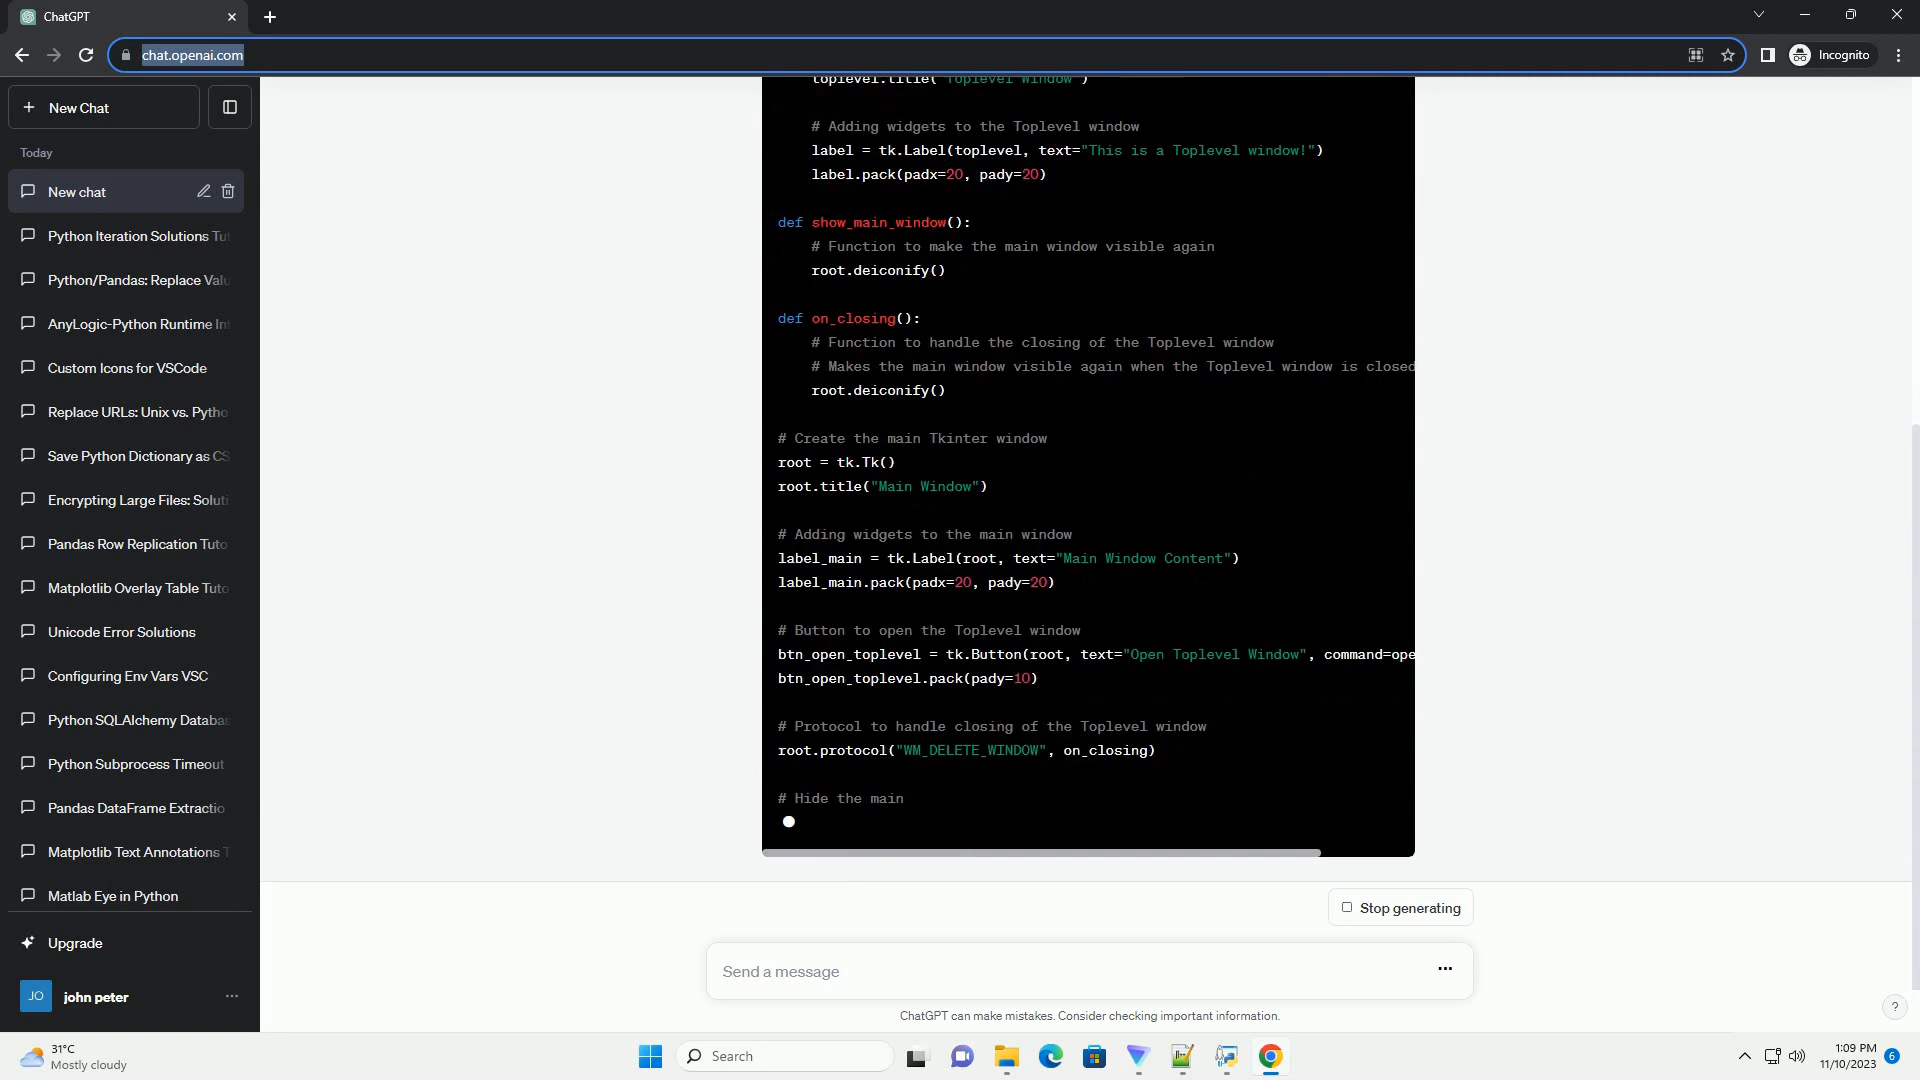 ChatGPT
chat.openai.com
Incognito
New Chat
Today
New chat
Python Iteration Solutions Tut
Python/Pandas: Replace Valu
AnyLogic-Python Runtime Int
Custom Icons for VSCode
Replace URLs: Unix vs. Pytho
Save Python Dictionary as CS
Encrypting Large Files: Soluti
Pandas Row Replication Tuto
Matplotlib Overlay Table Tuto
Unicode Error Solutions
Configuring Env Vars VSC
Python SQLAlchemy Databas
Python Subprocess Timeout
Pandas DataFrame Extractio
Matplotlib Text Annotations T
Matlab Eye in Python
Upgrade
JO john peter
toplevel.title("Toplevel Window")
# Adding widgets to the Toplevel window
label = tk.Label(toplevel, text="This is a Toplevel window!")
label.pack(padx=20, pady=20)
def show_main_window():
# Function to make the main window visible again
root.deiconify()
def on_closing():
# Function to handle the closing of the Toplevel window
# Makes the main window visible again when the Toplevel window is closed
root.deiconify()
# Create the main Tkinter window
root = tk.Tk()
root.title("Main Window")
# Adding widgets to the main window
label_main = tk.Label(root, text="Main Window Content")
label_main.pack(padx=20, pady=20)
# Button to open the Toplevel window
btn_open_toplevel = tk.Button(root, text="Open Toplevel Window", command=ope
btn_open_toplevel.pack(pady=10)
# Protocol to handle closing of the Toplevel window
root.protocol("WM_DELETE_WINDOW", on_closing)
# Hide the main
Stop generating
Send a message
ChatGPT can make mistakes. Consider checking important information.
?
31°C
Mostly cloudy
Search
1:09 PM
11/10/2023
6